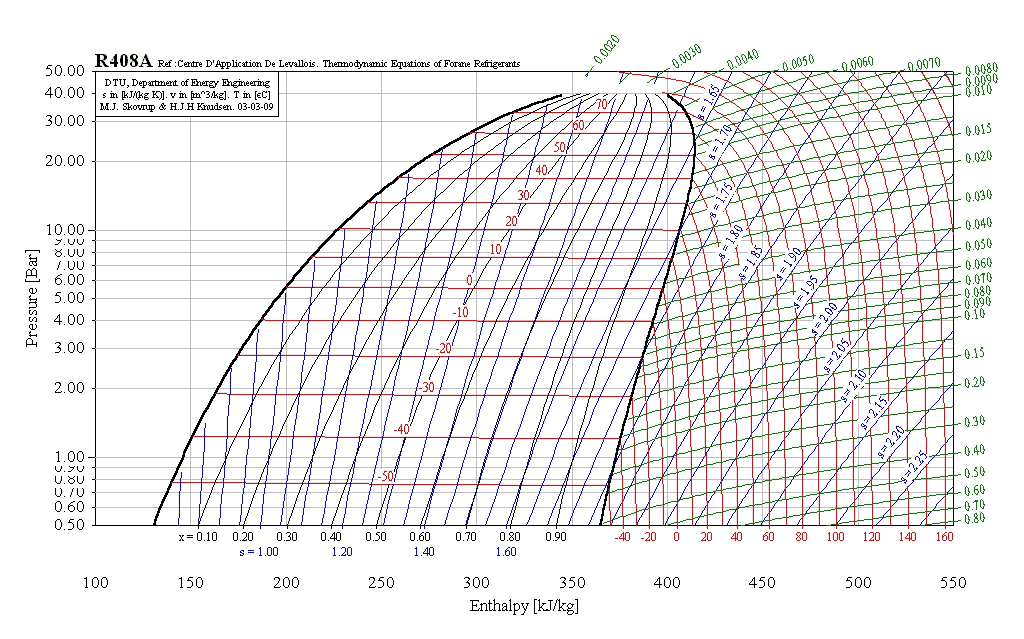 R408A Ref :Centre D'Application De Levallois. Thermodynamic Equations of Forane Refrigerants
DTU, Department of Energy Engineering
s in [kJ/(kg K)]. v in [m^3/kg]. T in [ºC]
M.J. Skovrup & H.J.H Knudsen. 03-03-09
0.0020 0.0030 0.0040 0.0050 0.0060 0.0070 0.0080
0.0090
0.010
0.015
0.020
0.030
0.040
0.050
0.060
0.070
0.080
0.090
0.10
0.15
0.20
0.30
0.40
0.50
0.60
0.70
0.80
50.00
40.00
30.00
20.00
10.00
9.00
8.00
7.00
6.00
5.00
4.00
3.00
2.00
1.00
0.90
0.80
0.70
0.60
0.50
Pressure [Bar]
70
60
50
40
30
20
10
0
-10
-20
-30
-40
-50
s = 1.65
s = 1.70
s = 1.75
s = 1.80
s = 1.85
s = 1.90
s = 1.95
s = 2.00
s = 2.05
s = 2.10
s = 2.15
s = 2.20
s = 2.25
x = 0.10 0.20 0.30 0.40 0.50 0.60 0.70 0.80 0.90 -40 -20 0 20 40 60 80 100 120 140 160
s = 1.00 1.20 1.40 1.60
100 150 200 250 300 350 400 450 500 550
Enthalpy [kJ/kg]